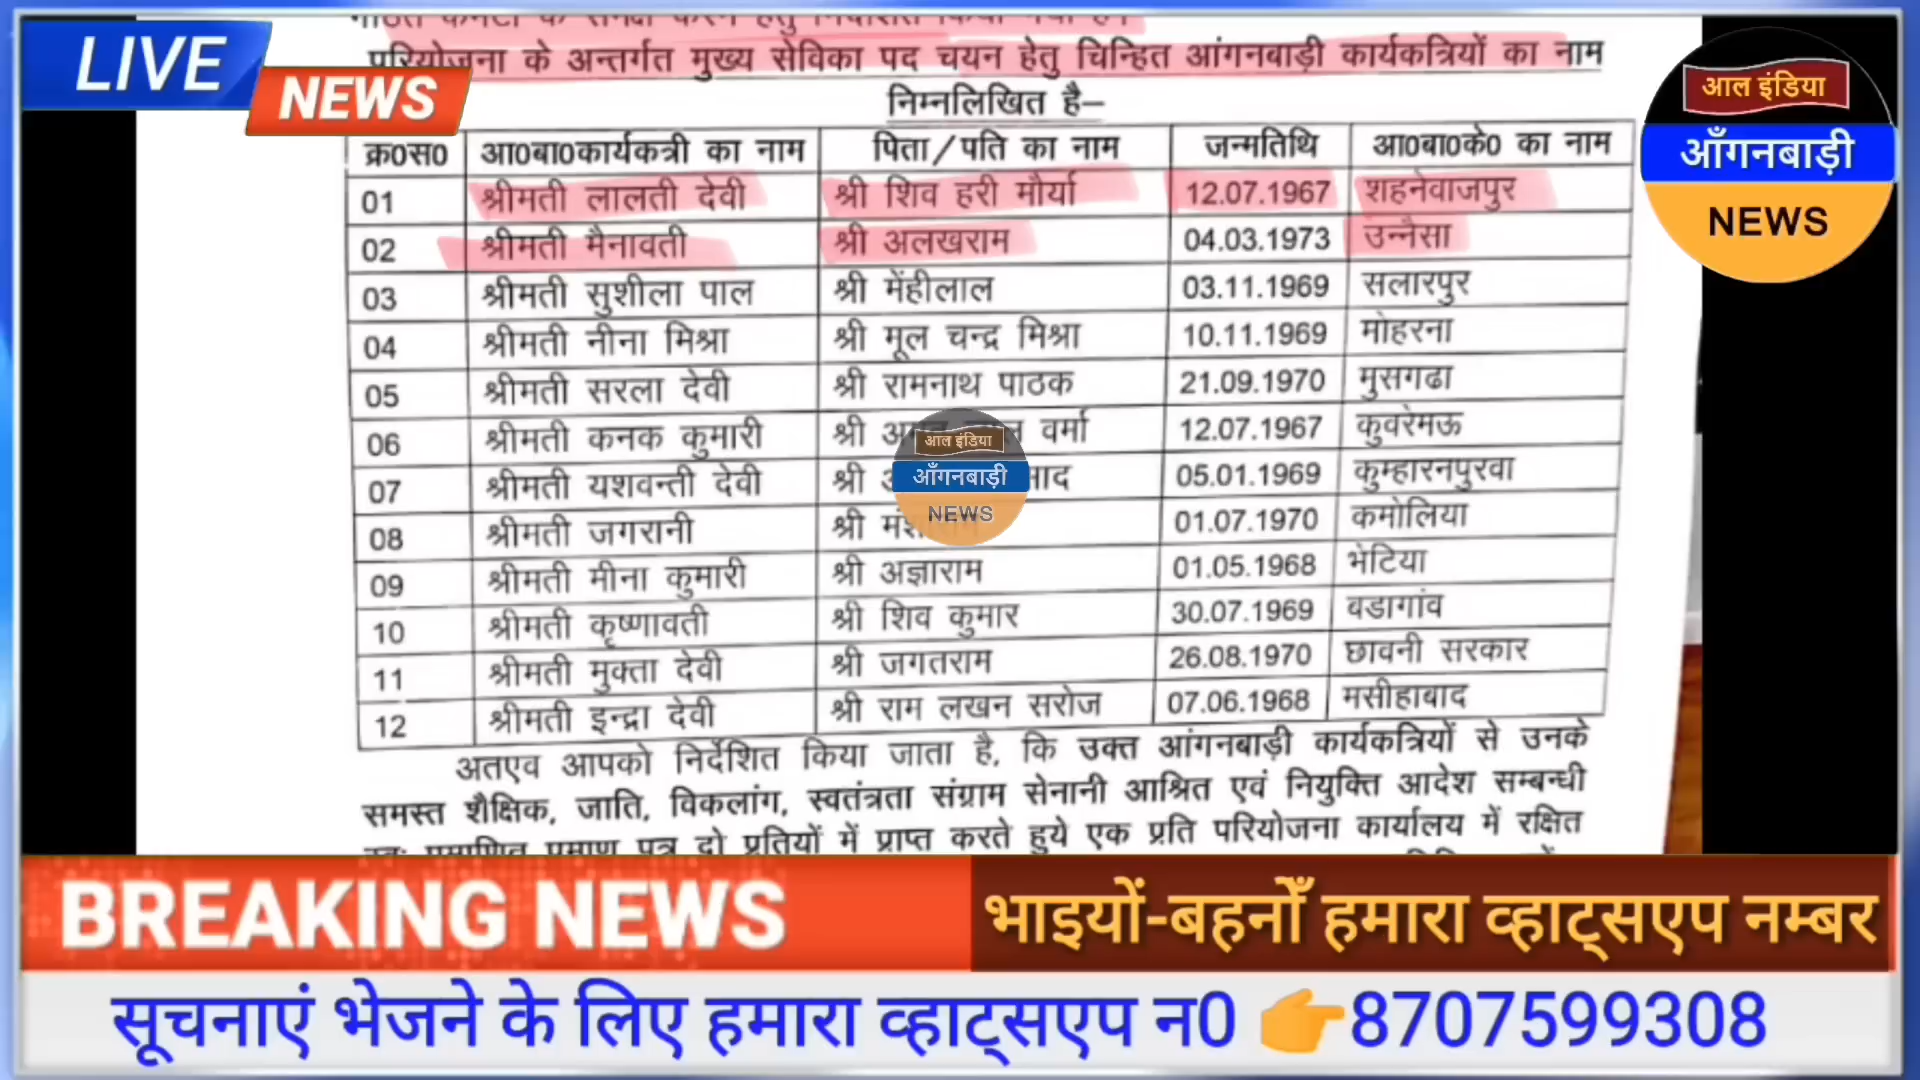 LIVE
NEWS
परियोजना के अन्तर्गत मुख्य सेविका पद चयन हेतु चिन्हित आंगनबाड़ी कार्यकत्रियों का नाम
निम्नलिखित है–
क्र0स0 आ0बा0कार्यकत्री का नाम पिता/पति का नाम जन्मतिथि आ0बा0के0 का नाम
01 श्रीमती लालती देवी श्री शिव हरी मौर्या 12.07.1967 शहनेवाजपुर
02 श्रीमती मैनावती श्री अलखराम 04.03.1973 उन्नैसा
03 श्रीमती सुशीला पाल श्री मेंहीलाल 03.11.1969 सलारपुर
04 श्रीमती नीना मिश्रा श्री मूल चन्द्र मिश्रा 10.11.1969 मोहरना
05 श्रीमती सरला देवी श्री रामनाथ पाठक 21.09.1970 मुसगढा
06 श्रीमती कनक कुमारी श्री वर्मा 12.07.1967 कुवरेमऊ
07 श्रीमती यशवन्ती देवी श्री 05.01.1969 कुम्हारनपुरवा
08 श्रीमती जगरानी श्री 01.07.1970 कमोलिया
09 श्रीमती मीना कुमारी श्री अज्ञाराम 01.05.1968 भेटिया
10 श्रीमती कृष्णावती श्री शिव कुमार 30.07.1969 बडागांव
11 श्रीमती मुक्ता देवी श्री जगतराम 26.08.1970 छावनी सरकार
12 श्रीमती इन्द्रा देवी श्री राम लखन सरोज 07.06.1968 मसीहाबाद
अतएव आपको निर्देशित किया जाता है, कि उक्त आंगनबाड़ी कार्यकत्रियों से उनके
समस्त शैक्षिक, जाति, विकलांग, स्वतंत्रता संग्राम सेनानी आश्रित एवं नियुक्ति आदेश सम्बन्धी
प्रमाण पत्र दो प्रतियों में प्राप्त करते हुये एक प्रति परियोजना कार्यालय में रक्षित
आल इंडिया
आँगनबाड़ी
NEWS
आल इंडिया
आँगनबाड़ी
NEWS
BREAKING NEWS
भाइयों-बहनोँ हमारा व्हाट्सएप नम्बर
सूचनाएं भेजने के लिए हमारा व्हाट्सएप न0 👉8707599308